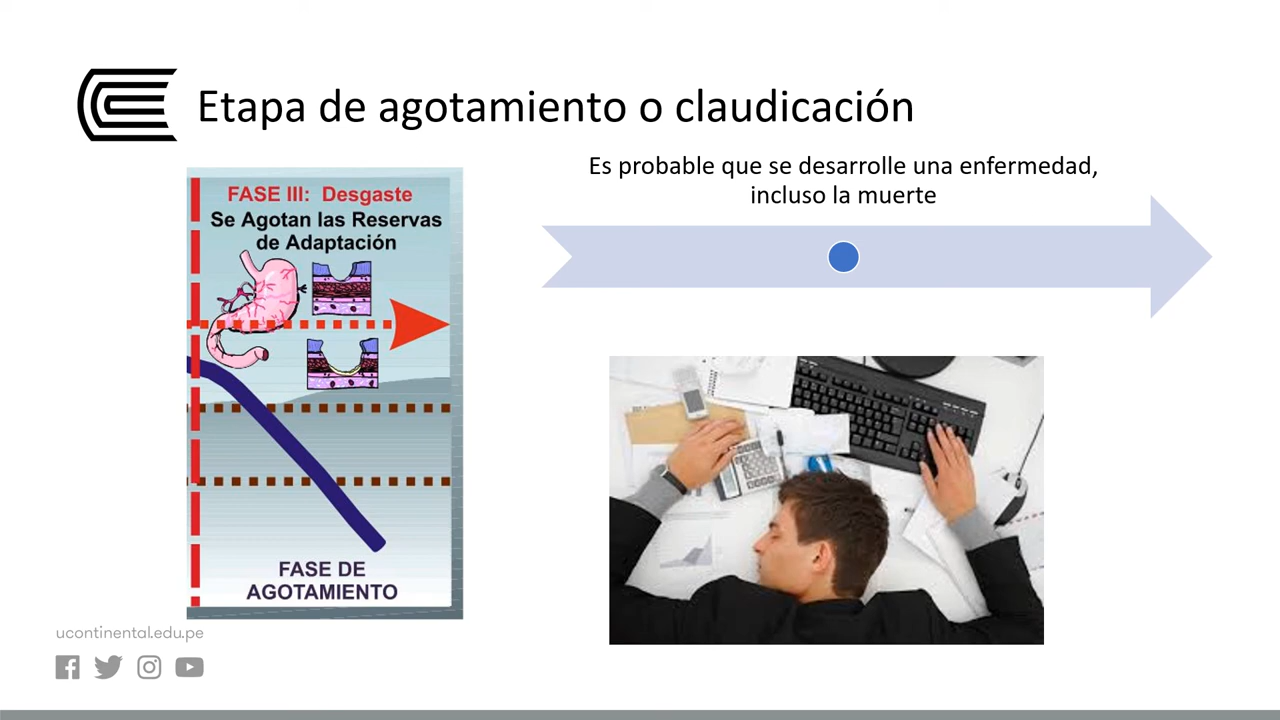 Etapa de agotamiento o claudicación
FASE III: Desgaste
Se Agotan las Reservas
de Adaptación
FASE DE
AGOTAMIENTO
Es probable que se desarrolle una enfermedad,
incluso la muerte
ucontinental.edu.pe